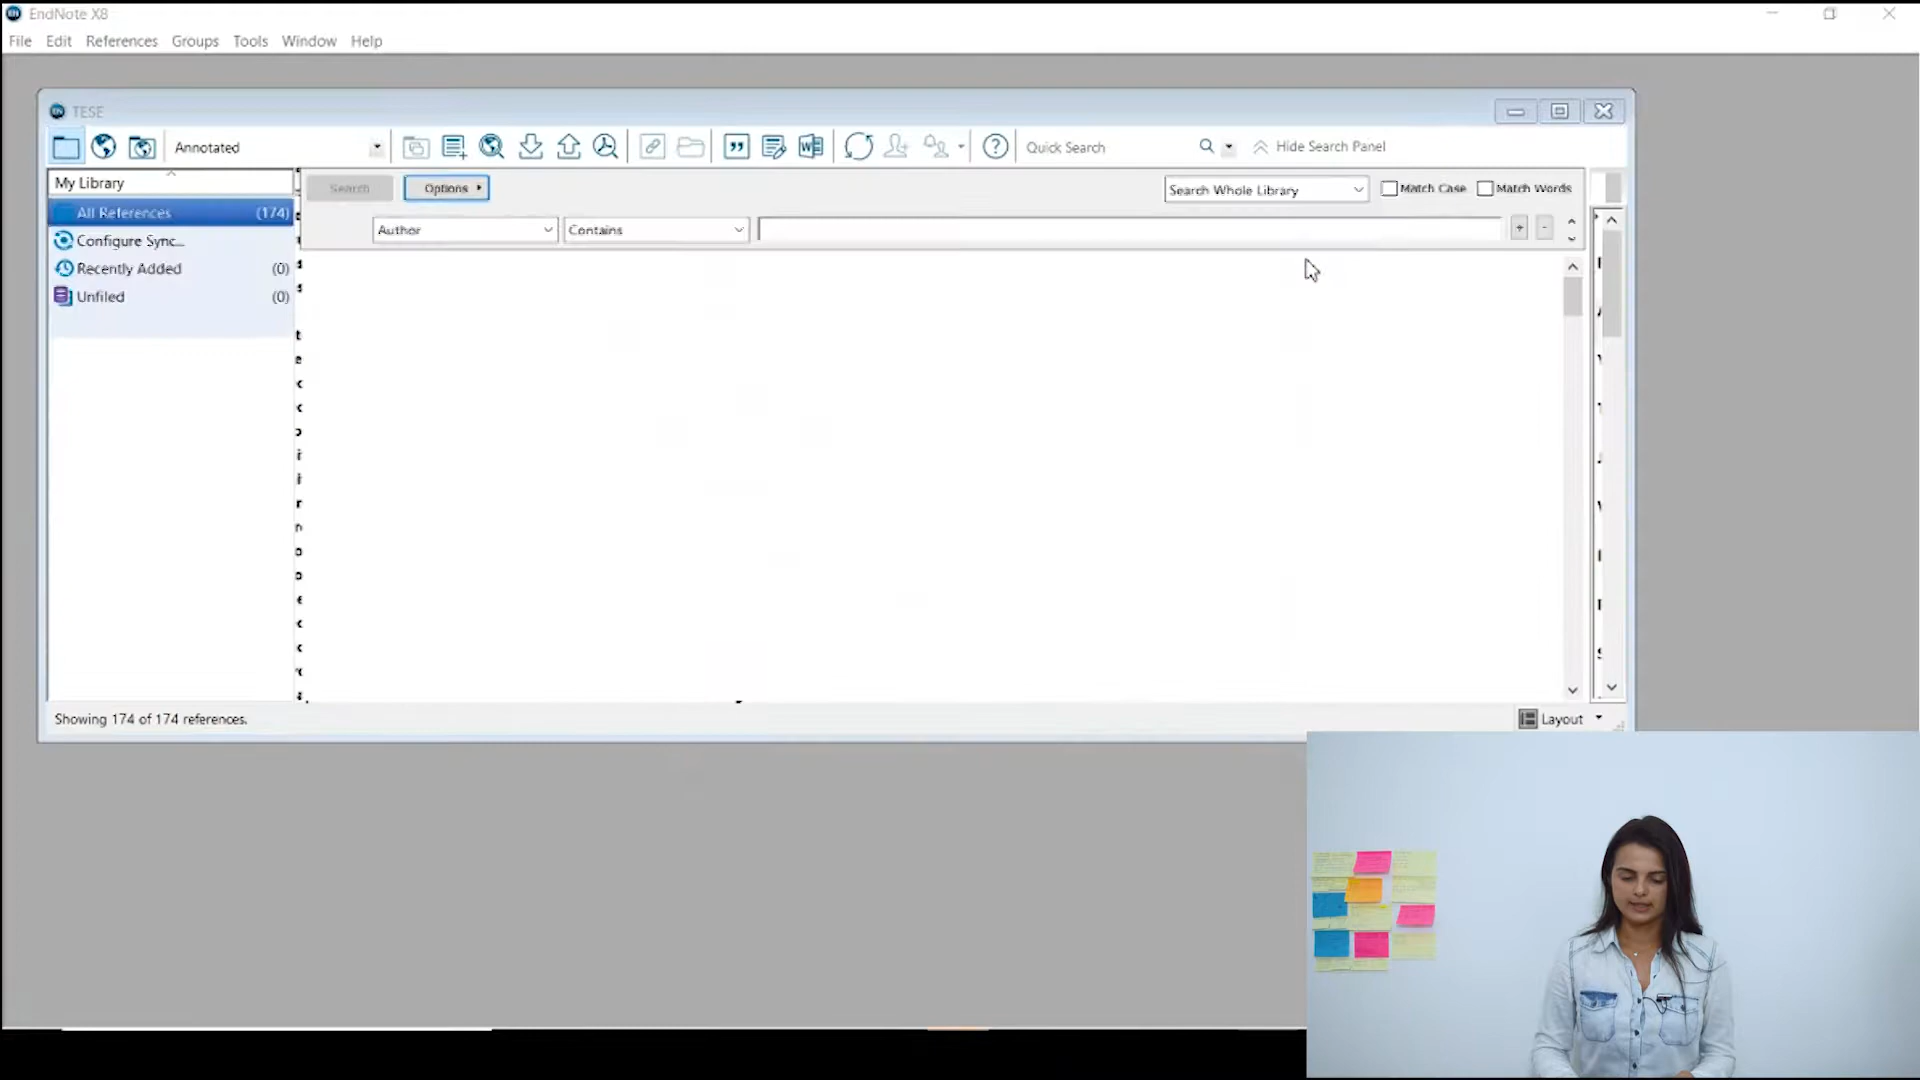 EndNote X8
File Edit References Groups Tools Window Help
TESE
Annotated
Quick Search
Hide Search Panel
My Library
Search
Options
Search Whole Library
Match Case
Match Words
All References (174)
Author
Contains
Configure Sync...
Recently Added (0)
Unfiled (0)
Showing 174 of 174 references.
Layout